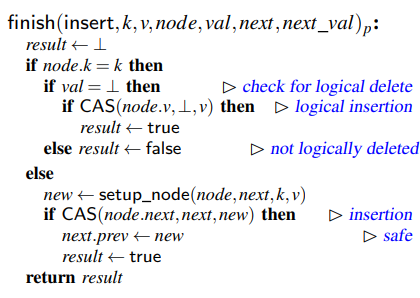 finish(insert,k,v,node,val,next,next_val)p:
result ← ⊥
if node.k = k then
if val = ⊥ then ▷ check for logical delete
if CAS(node.v,⊥,v) then ▷ logical insertion
result ← true
else result ← false ▷ not logically deleted
else
new ← setup_node(node,next,k,v)
if CAS(node.next,next,new) then ▷ insertion
next.prev ← new ▷ safe
result ← true
return result